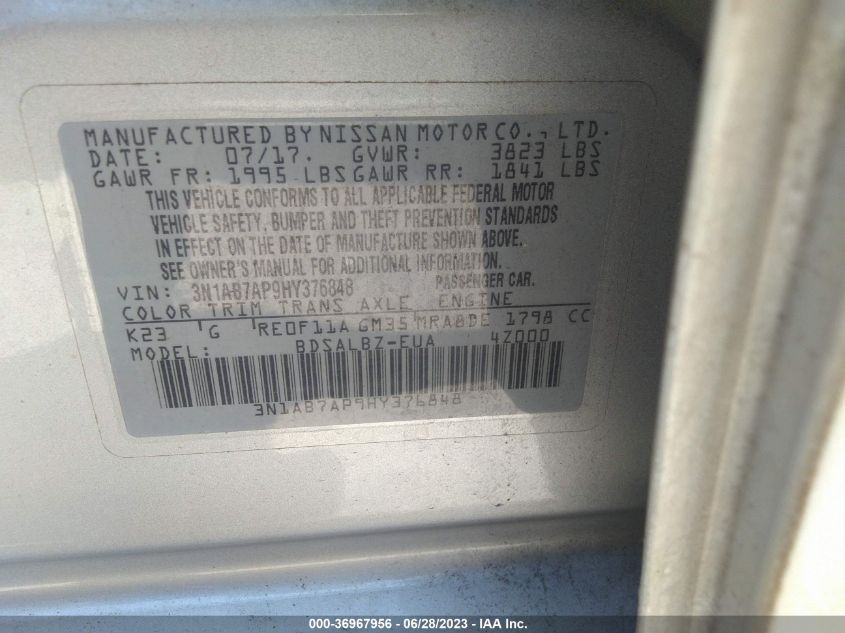 MANUFACTURED BY NISSAN MOTOR CO., LTD.
DATE: 07/17. GVWR: 3823 LBS
GAWR FR: 1995 LBS GAWR RR: 1841 LBS
THIS VEHICLE CONFORMS TO ALL APPLICABLE FEDERAL MOTOR
VEHICLE SAFETY, BUMPER AND THEFT PREVENTION STANDARDS
IN EFFECT ON THE DATE OF MANUFACTURE SHOWN ABOVE.
SEE OWNER'S MANUAL FOR ADDITIONAL INFORMATION.
VIN: 3N1AB7AP9HY376848 PASSENGER CAR.
COLOR TRIM TRANS AXLE ENGINE
K23 G RE0F11A GM35 MRA8DE 1798 CC
MODEL: BDSALBZ-EUA 4Z000
3N1AB7AP9HY376848
000-36967956 - 06/28/2023 - © IAA, Inc.